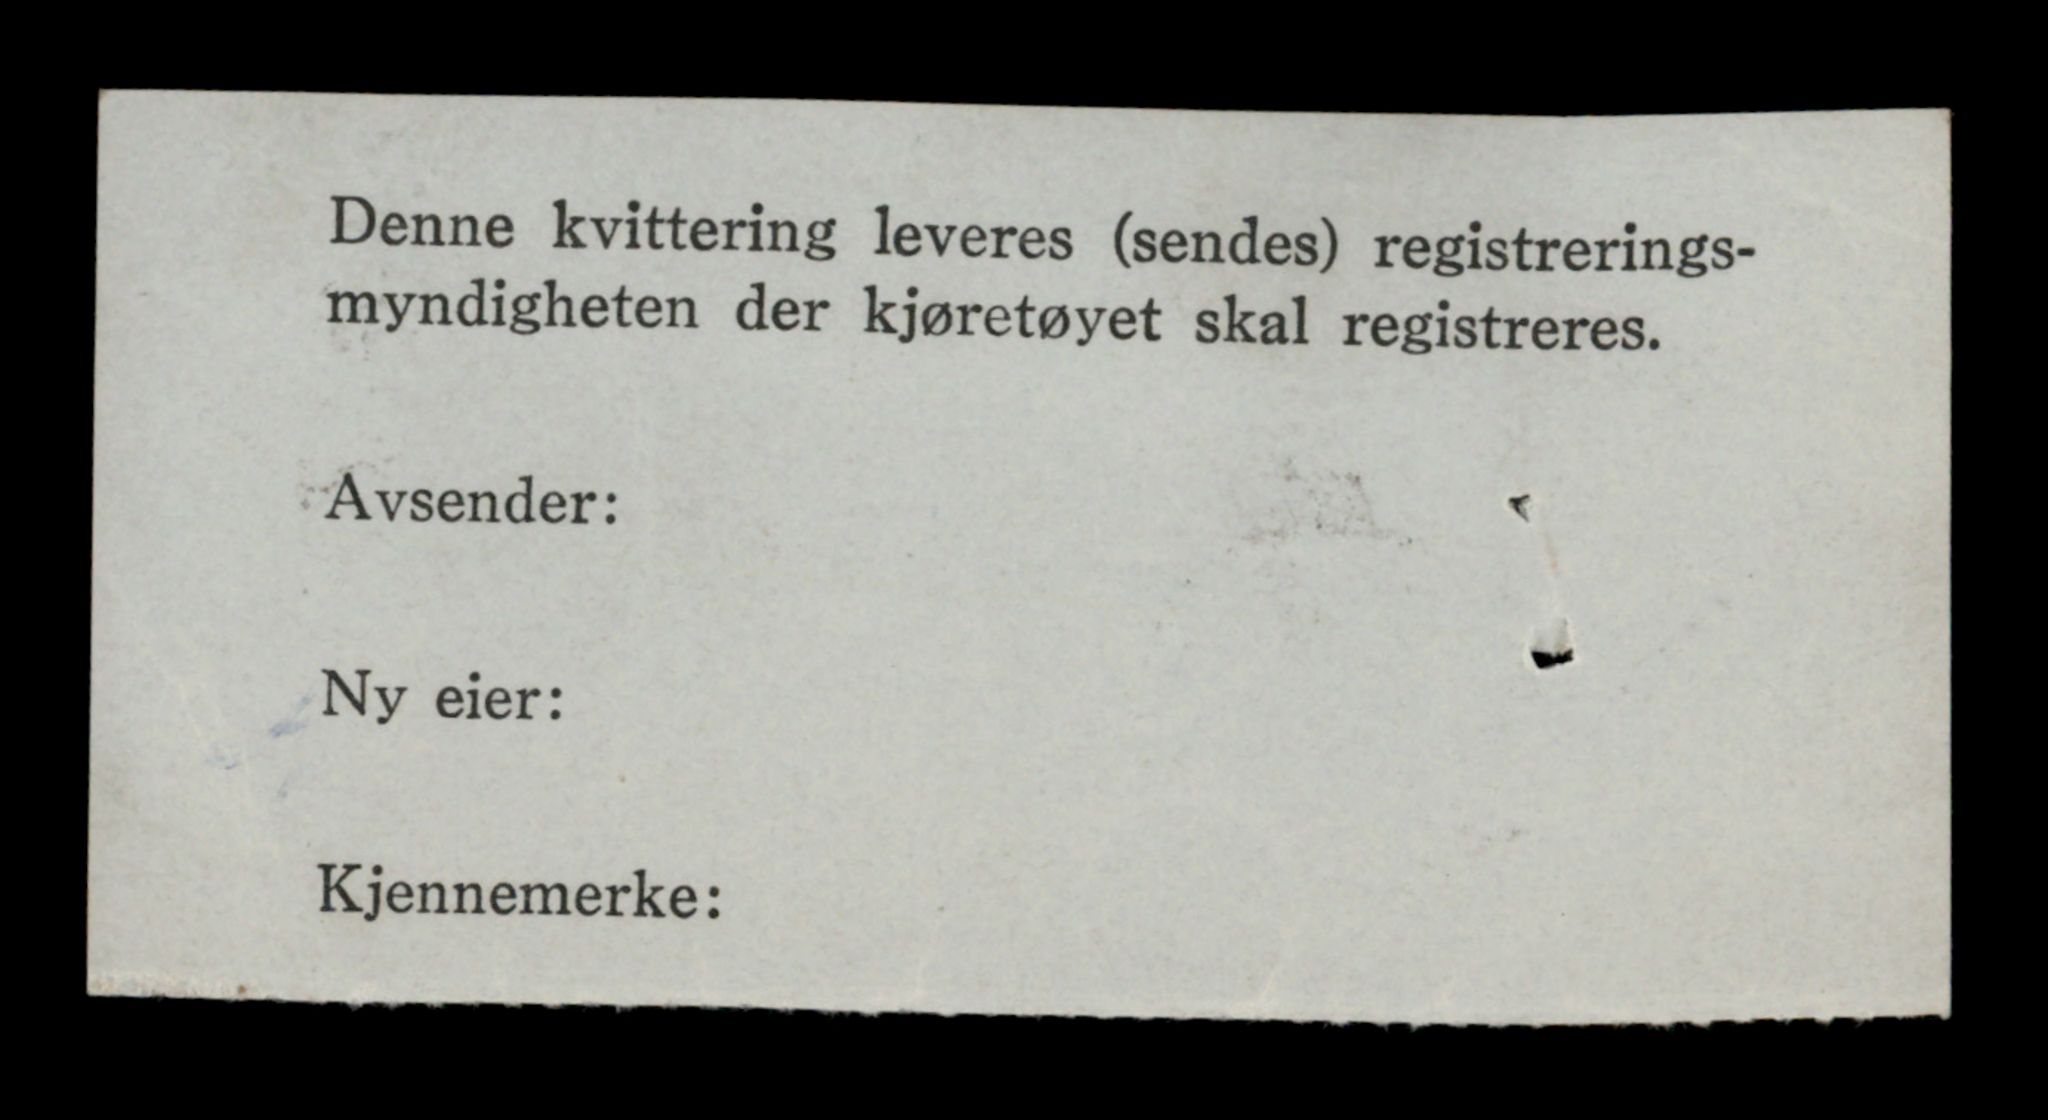 Denne kvittering leveres (sendes) registrerings-
myndigheten der kjøretøyet skal registreres.
Avsender:
Ny eier:
Kjennemerke: